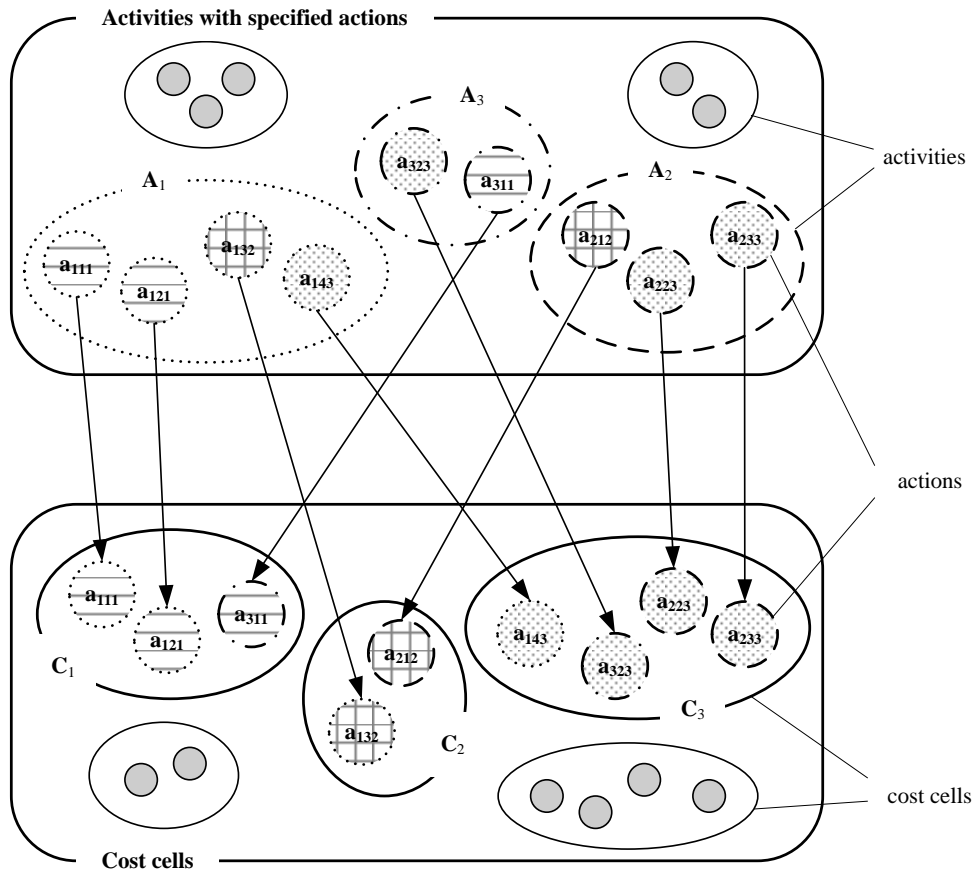 Activities with specified actions
A3
a323
activities
A1
A2
a311
a132
a212
a233
a111
a121
a143
a223
actions
a111
a311
a223
a121
a212
a143
a233
C1
a323
C3
a132
C2
cost cells
Cost cells